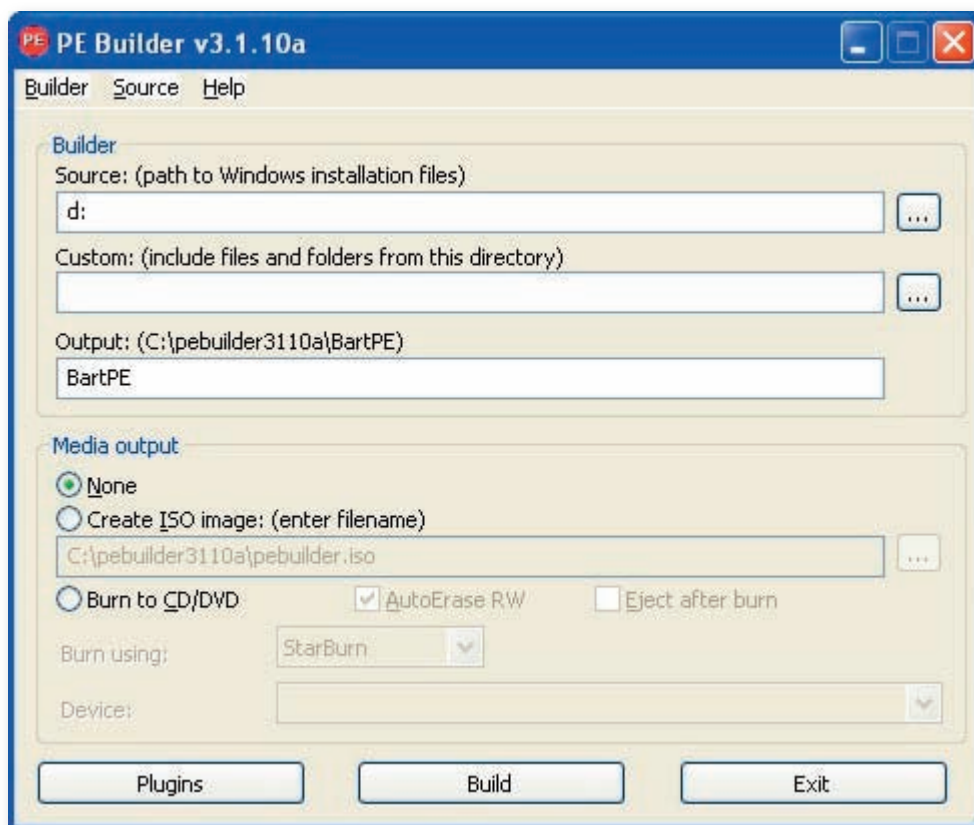 PE PE Builder v3.1.10a
Builder Source Help
Builder
Source: (path to Windows installation files)
d:
...
Custom: (include files and folders from this directory)
...
Output: (C:\pebuilder3110a\BartPE)
BartPE
Media output
None
Create ISO image: (enter filename)
C:\pebuilder3110a\pebuilder.iso
...
Burn to CD/DVD AutoErase RW Eject after burn
Burn using: StarBurn
Device:
Plugins Build Exit